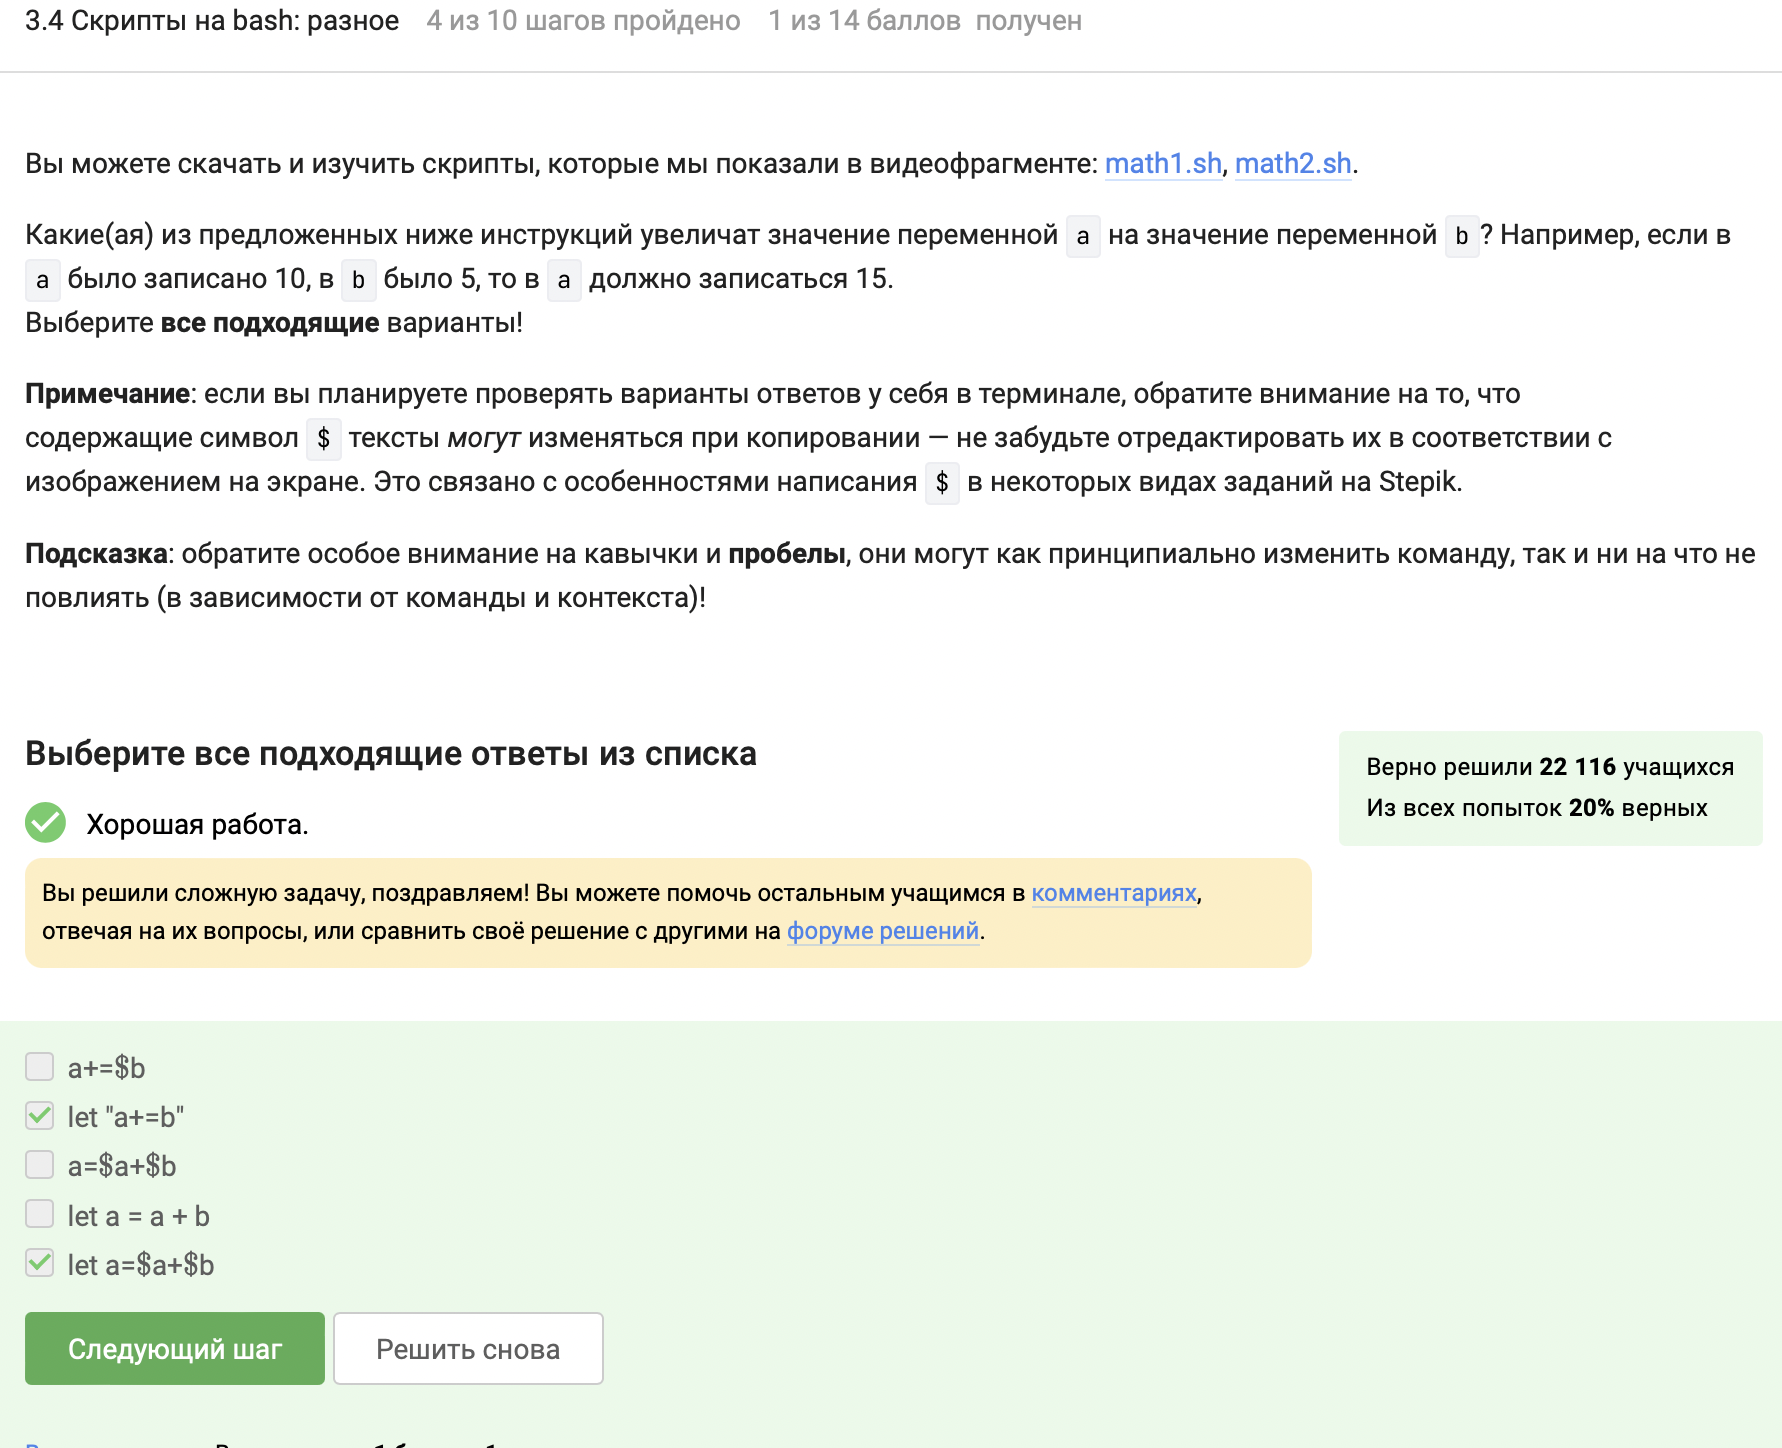 3.4 Скрипты на bash: разное 4 из 10 шагов пройдено 1 из 14 баллов получен
Вы можете скачать и изучить скрипты, которые мы показали в видеофрагменте: math1.sh, math2.sh.
Какие(ая) из предложенных ниже инструкций увеличат значение переменной a на значение переменной b? Например, если в
a было записано 10, в b было 5, то в a должно записаться 15.
Выберите все подходящие варианты!
Примечание: если вы планируете проверять варианты ответов у себя в терминале, обратите внимание на то, что
содержащие символ $ тексты могут изменяться при копировании — не забудьте отредактировать их в соответствии с
изображением на экране. Это связано с особенностями написания $ в некоторых видах заданий на Stepik.
Подсказка: обратите особое внимание на кавычки и пробелы, они могут как принципиально изменить команду, так и ни на что не
повлиять (в зависимости от команды и контекста)!
Выберите все подходящие ответы из списка
Верно решили 22 116 учащихся
Из всех попыток 20% верных
Хорошая работа.
Вы решили сложную задачу, поздравляем! Вы можете помочь остальным учащимся в комментариях,
отвечая на их вопросы, или сравнить своё решение с другими на форуме решений.
a+=$b
let "a+=b"
a=$a+$b
let a = a + b
let a=$a+$b
Следующий шаг Решить снова